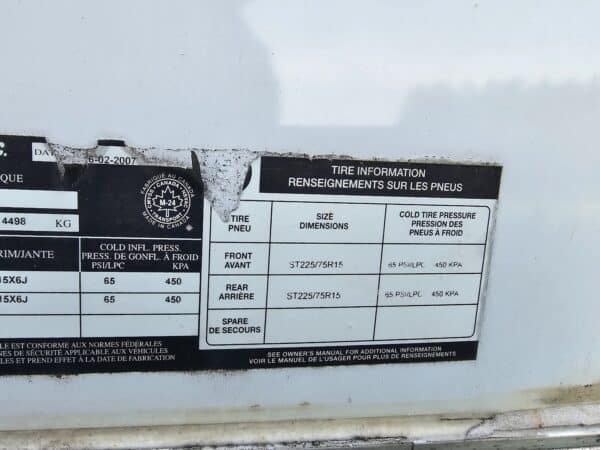 C. DAT 6-02-2007
QUE
4498 KG
FABRIQUÉ AU CANADA
CMVSS • CANADA • NSVAC
M-24
TRANSPORT
MADE IN CANADA
RIM/JANTE
COLD INFL. PRESS.
PRESS. DE GONFL. À FROID
PSI/LPC KPA
15X6J 65 450
15X6J 65 450
LE EST CONFORME AUX NORMES FÉDÉRALES
NES DE SÉCURITÉ APPLICABLE AUX VÉHICULES
LES ET PREND EFFET À LA DATE DE FABRICATION
TIRE INFORMATION
RENSEIGNEMENTS SUR LES PNEUS
TIRE
PNEU
SIZE
DIMENSIONS
COLD TIRE PRESSURE
PRESSION DES
PNEUS À FROID
FRONT
AVANT
ST225/75R15 65 PSI/LPC 450 KPA
REAR
ARRIÈRE
ST225/75R15 65 PSI/LPC 450 KPA
SPARE
DE SECOURS
SEE OWNER'S MANUAL FOR ADDITIONAL INFORMATION
VOIR LE MANUEL DE L'USAGER POUR PLUS DE RENSEIGNEMENTS